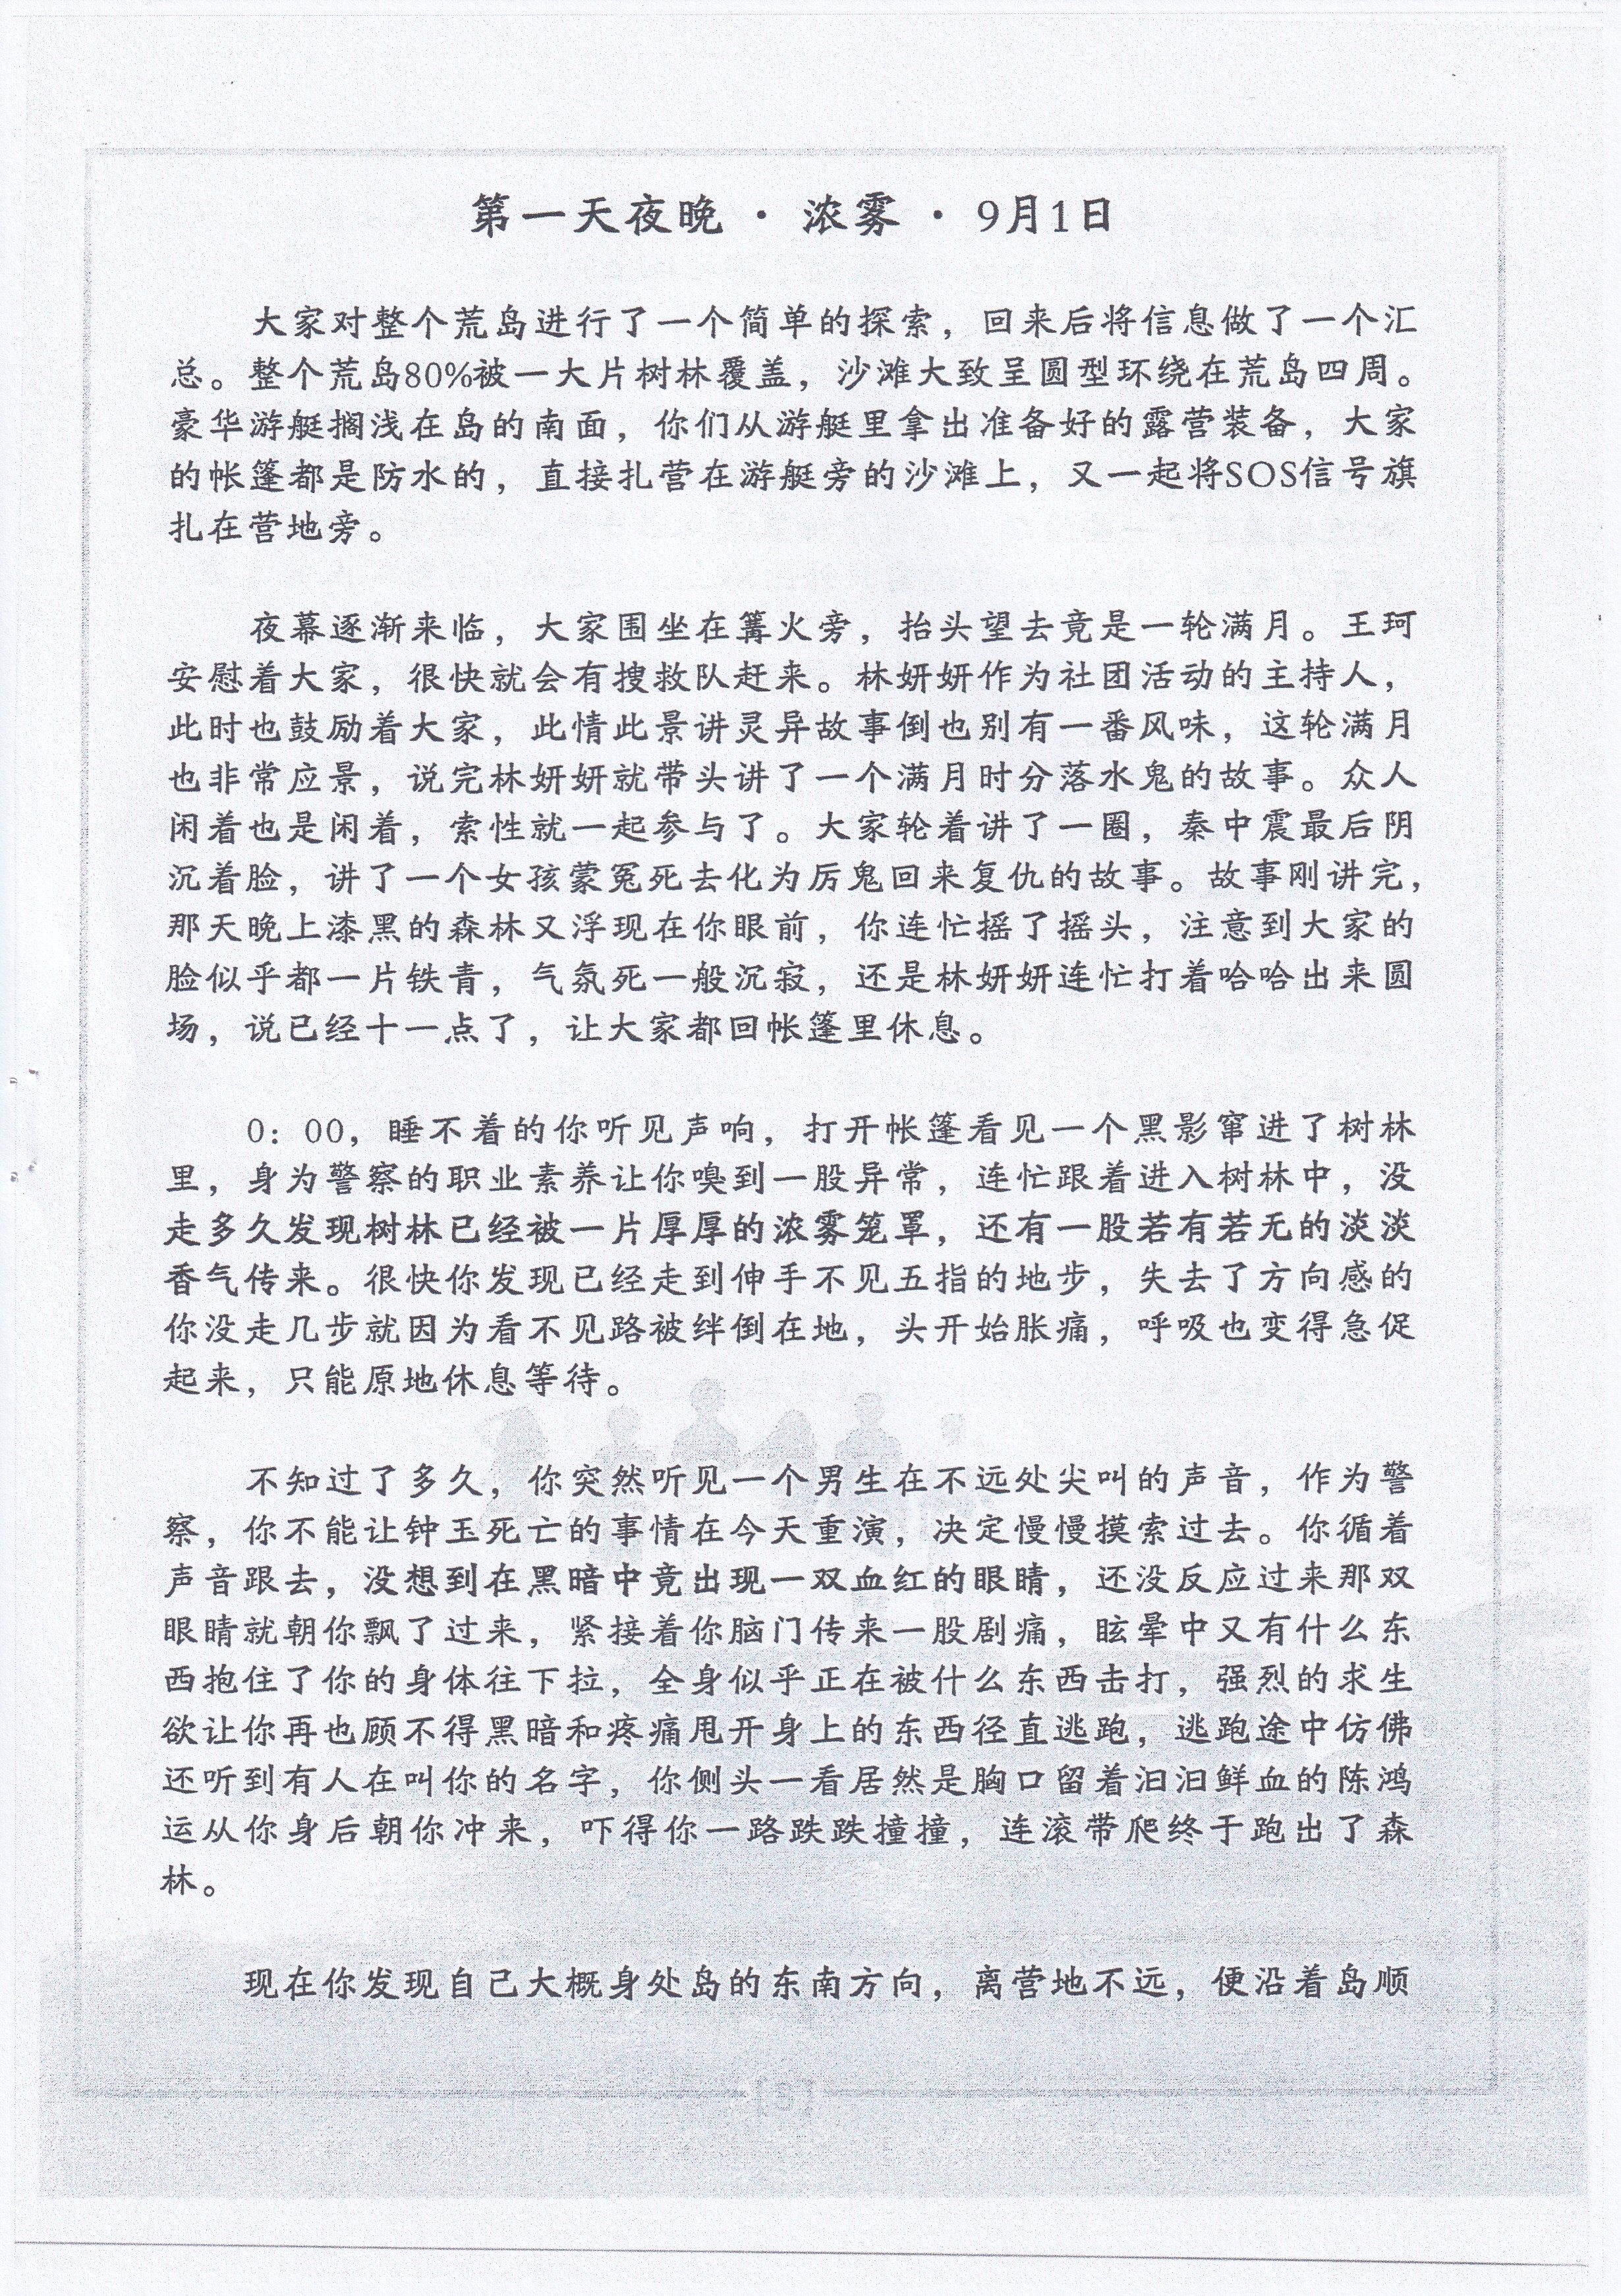 第一天夜晚 · 浓雾 · 9月1日
大家对整个荒岛进行了一个简单的探索，回来后将信息做了一个汇
总。整个荒岛80%被一大片树林覆盖，沙滩大致呈圆型环绕在荒岛四周。
豪华游艇搁浅在岛的南面，你们从游艇里拿出准备好的露营装备，大家
的帐篷都是防水的，直接扎营在游艇旁的沙滩上，又一起将SOS信号旗
扎在营地旁。
夜幕逐渐来临，大家围坐在篝火旁，抬头望去竟是一轮满月。王珂
安慰着大家，很快就会有搜救队赶来。林妍妍作为社团活动的主持人，
此时也鼓励着大家，此情此景讲灵异故事倒也别有一番风味，这轮满月
也非常应景，说完林妍妍就带头讲了一个满月时分落水鬼的故事。众人
闲着也是闲着，索性就一起参与了。大家轮着讲了一圈，秦中震最后阴
沉着脸，讲了一个女孩蒙冤死去化为厉鬼回来复仇的故事。故事刚讲完，
那天晚上漆黑的森林又浮现在你眼前，你连忙摇了摇头，注意到大家的
脸似乎都一片铁青，气氛死一般沉寂，还是林妍妍连忙打着哈哈出来圆
场，说已经十一点了，让大家都回帐篷里休息。
0：00，睡不着的你听见声响，打开帐篷看见一个黑影窜进了树林
里，身为警察的职业素养让你嗅到一股异常，连忙跟着进入树林中，没
走多久发现树林已经被一片厚厚的浓雾笼罩，还有一股若有若无的淡淡
香气传来。很快你发现已经走到伸手不见五指的地步，失去了方向感的
你没走几步就因为看不见路被绊倒在地，头开始胀痛，呼吸也变得急促
起来，只能原地休息等待。
不知过了多久，你突然听见一个男生在不远处尖叫的声音，作为警
察，你不能让钟玉死亡的事情在今天重演，决定慢慢摸索过去。你循着
声音跟去，没想到在黑暗中竟出现一双血红的眼睛，还没反应过来那双
眼睛就朝你飘了过来，紧接着你脑门传来一股剧痛，眩晕中又有什么东
西抱住了你的身体往下拉，全身似乎正在被什么东西击打，强烈的求生
欲让你再也顾不得黑暗和疼痛甩开身上的东西径直逃跑，逃跑途中仿佛
还听到有人在叫你的名字，你侧头一看居然是胸口留着汩汩鲜血的陈鸿
运从你身后朝你冲来，吓得你一路跌跌撞撞，连滚带爬终于跑出了森
林。
现在你发现自己大概身处岛的东南方向，离营地不远，便沿着岛顺